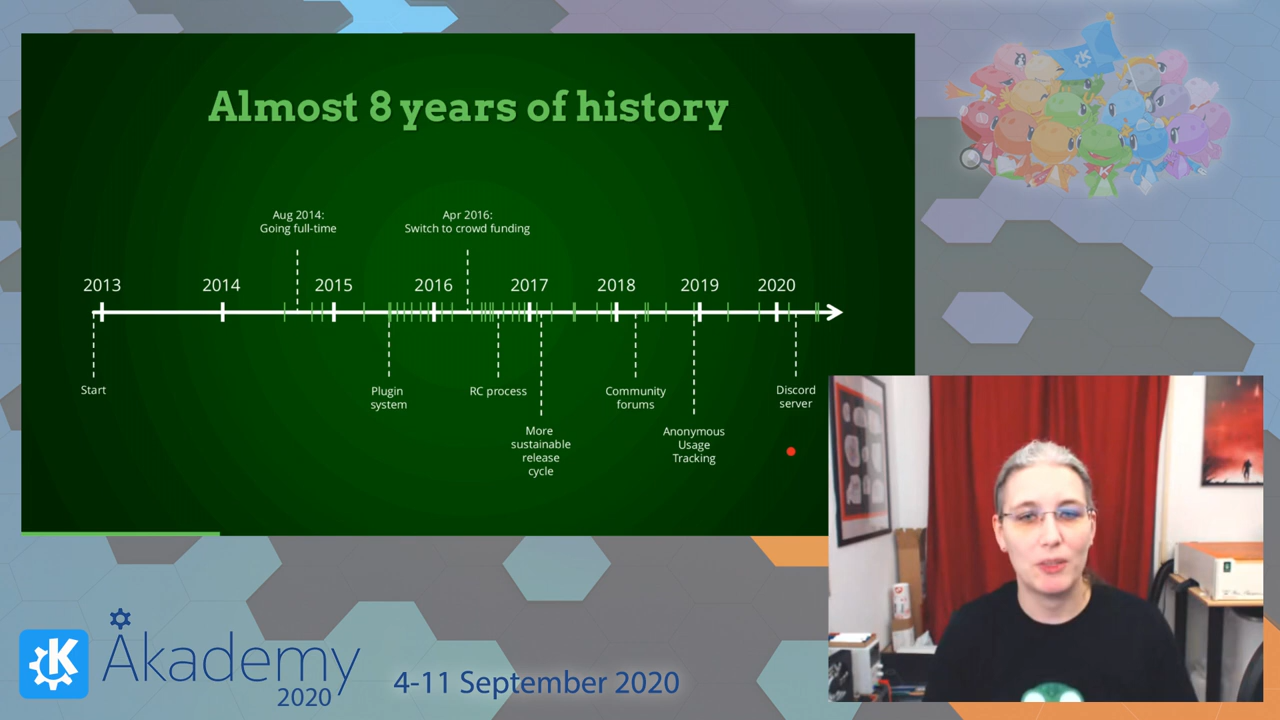 Almost 8 years of history
Aug 2014:
Going full-time
Apr 2016:
Switch to crowd funding
2013
2014
2015
2016
2017
2018
2019
2020
Start
Plugin
system
RC process
More
sustainable
release
cycle
Community
forums
Anonymous
Usage
Tracking
Discord
server
K
Akademy
2020
4-11 September 2020